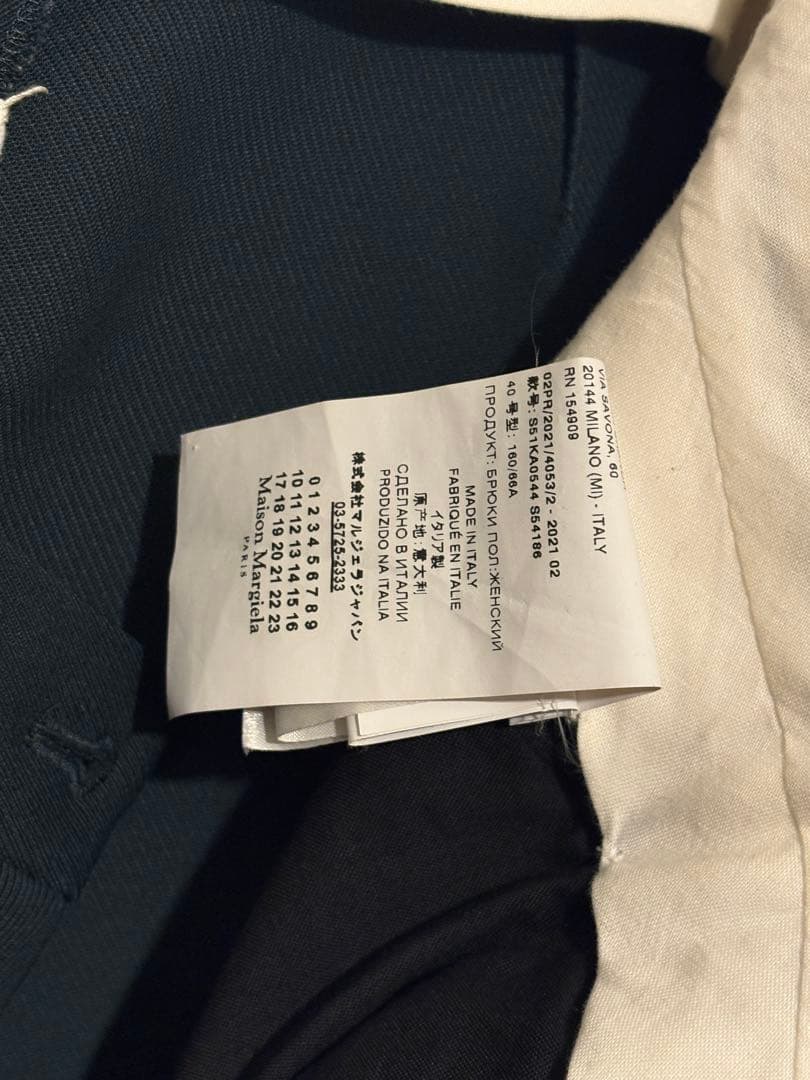 VIA SAVONA, 60
20144 MILANO (MI) - ITALY
RN 154909
02PR/2021/4053/2 - 2021 02
款号: S51KA0544 S54186
40 号型: 160/66A
ПРОДУКТ: БРЮКИ ПОЛ:ЖЕНСКИЙ
MADE IN ITALY
FABRIQUÉ EN ITALIE
イタリア製
原产地: 意大利
СДЕЛАНО В ИТАЛИИ
PRODUZIDO NA ITALIA
株式会社マルジェラジャパン
03-5725-2333
0 1 2 3 4 5 6 7 8 9
10 11 12 13 14 15 16
17 18 19 20 21 22 23
Maison Margiela
PARIS